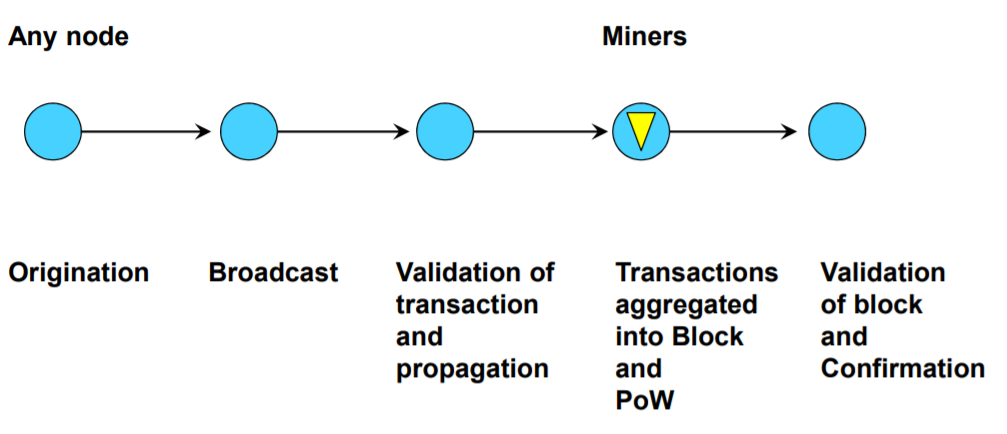 Any node
Miners
Origination
Broadcast
Validation of
transaction
and
propagation
Transactions
aggregated
into Block
and
PoW
Validation
of block
and
Confirmation